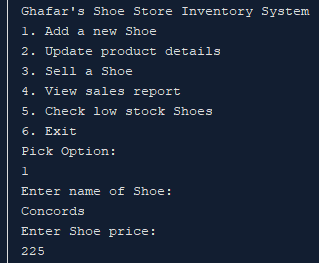 Ghafar's Shoe Store Inventory System
1. Add a new Shoe
2. Update product details
3. Sell a Shoe
4. View sales report
5. Check low stock Shoes
6. Exit
Pick Option:
1
Enter name of Shoe:
Concords
Enter Shoe price:
225